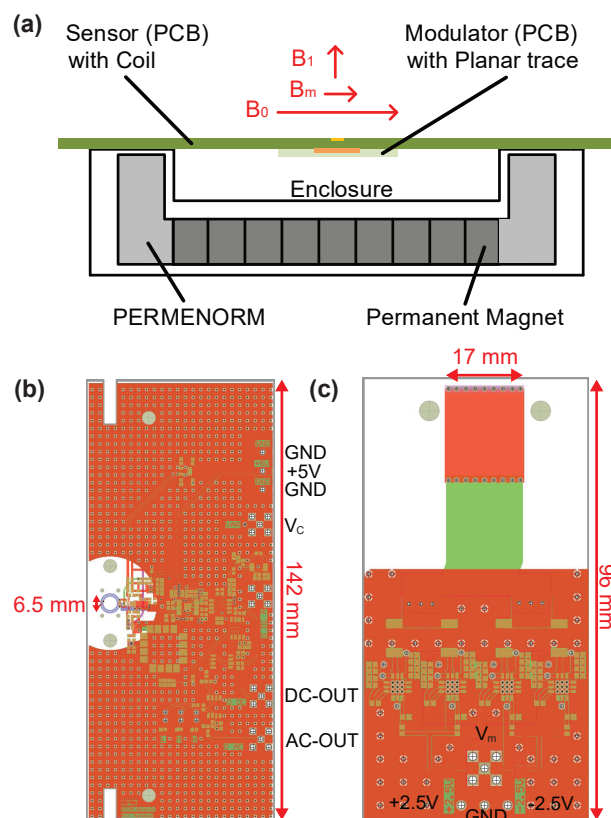 (a)
Sensor (PCB)
with Coil
Modulator (PCB)
with Planar trace
B1
Bm
B0
Enclosure
PERMENORM
Permanent Magnet
(b)
GND
+5V
GND
VC
6.5 mm
142 mm
DC-OUT
AC-OUT
(c)
17 mm
96 mm
Vm
+2.5V
GND
-2.5V